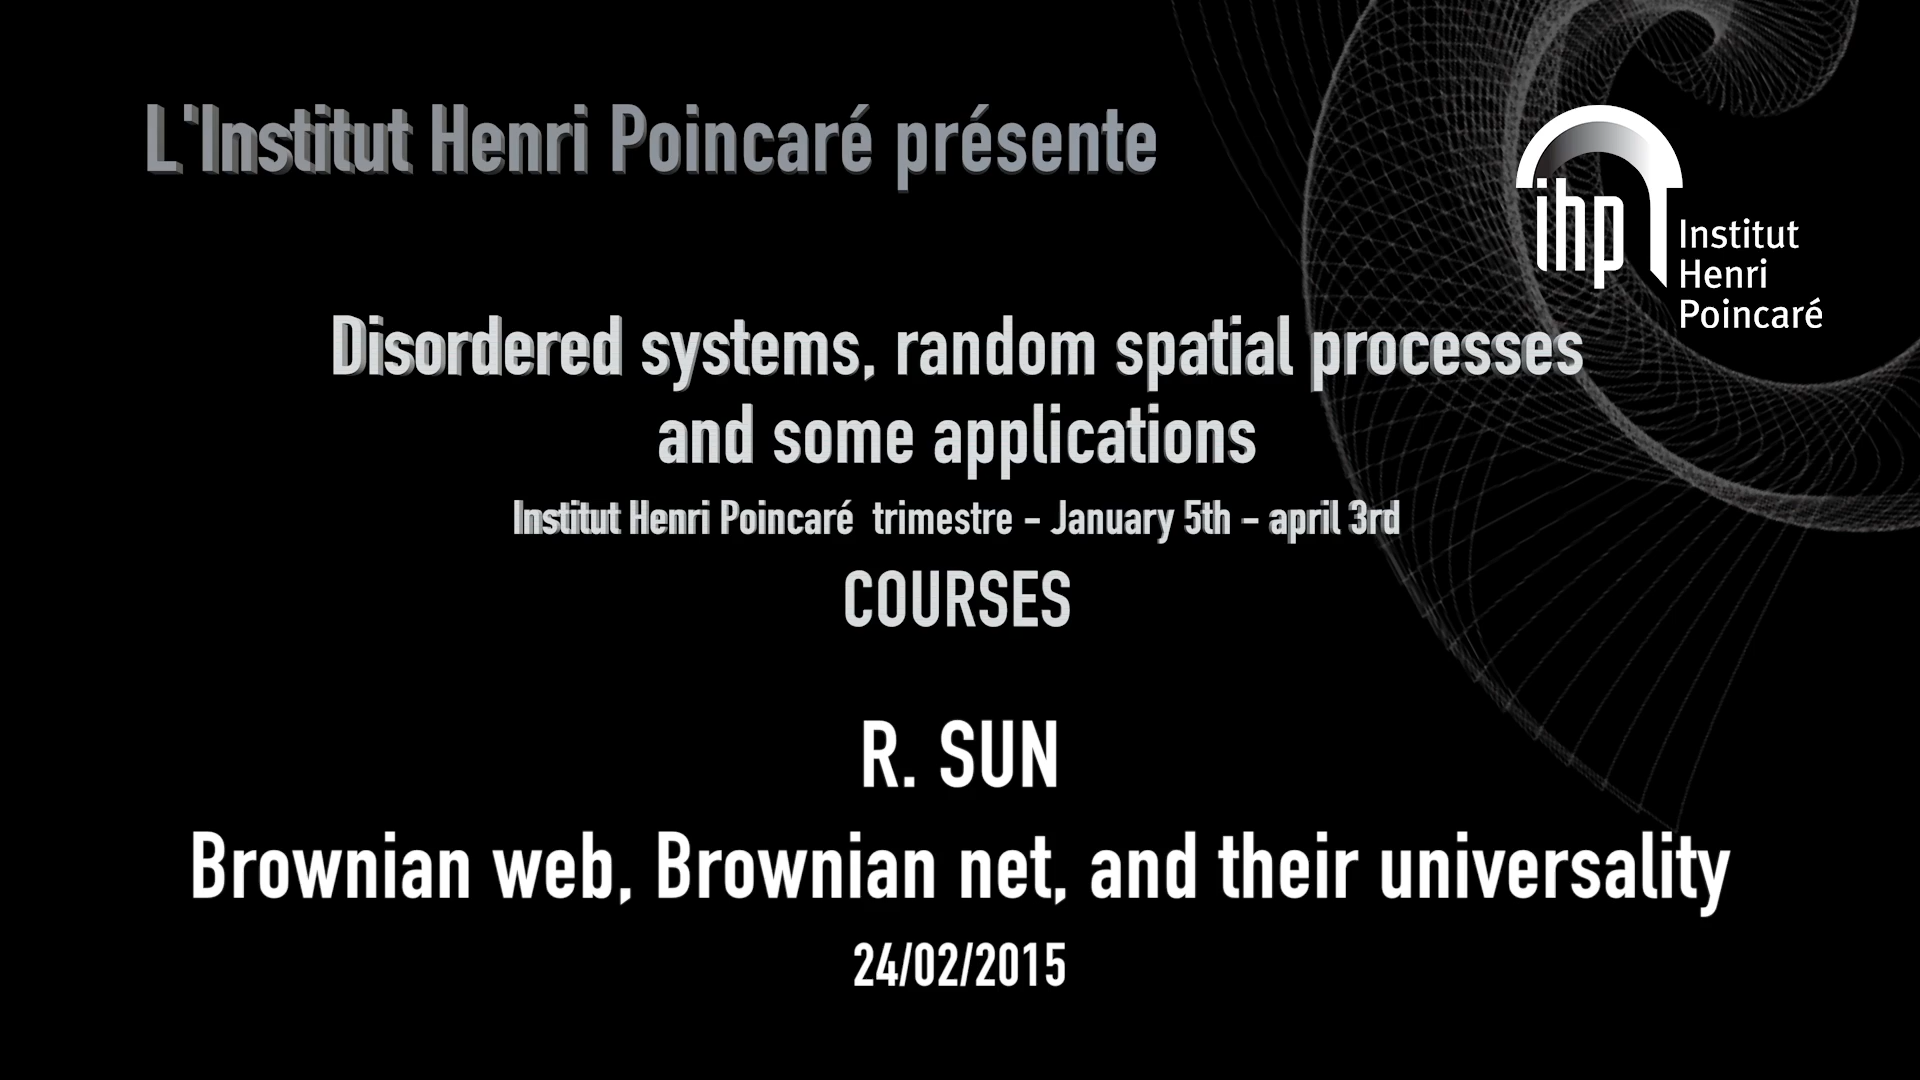 L'Institut Henri Poincaré présente
ihp
Institut
Henri
Poincaré
Disordered systems, random spatial processes
and some applications
Institut Henri Poincaré trimestre - January 5th - april 3rd
COURSES
R. SUN
Brownian web, Brownian net, and their universality
24/02/2015